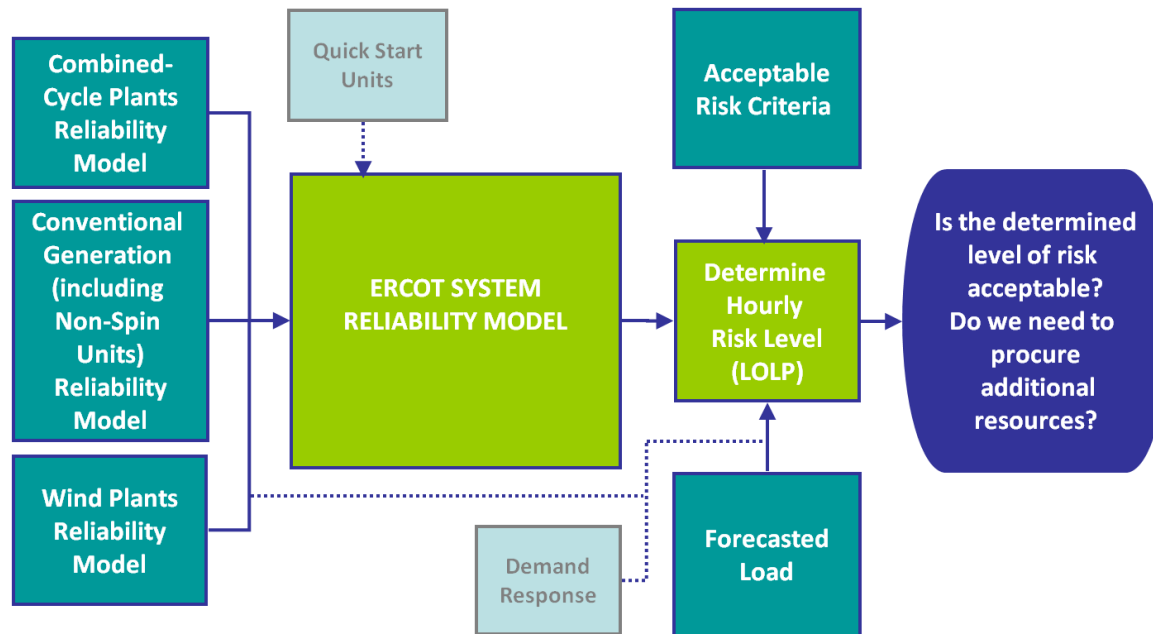 Combined-
Cycle Plants
Reliability
Model
Quick Start
Units
Acceptable
Risk Criteria
Conventional
Generation
(including
Non-Spin
Units)
Reliability
Model
ERCOT SYSTEM
RELIABILITY MODEL
Determine
Hourly
Risk Level
(LOLP)
Is the determined
level of risk
acceptable?
Do we need to
procure
additional
resources?
Wind Plants
Reliability
Model
Demand
Response
Forecasted
Load